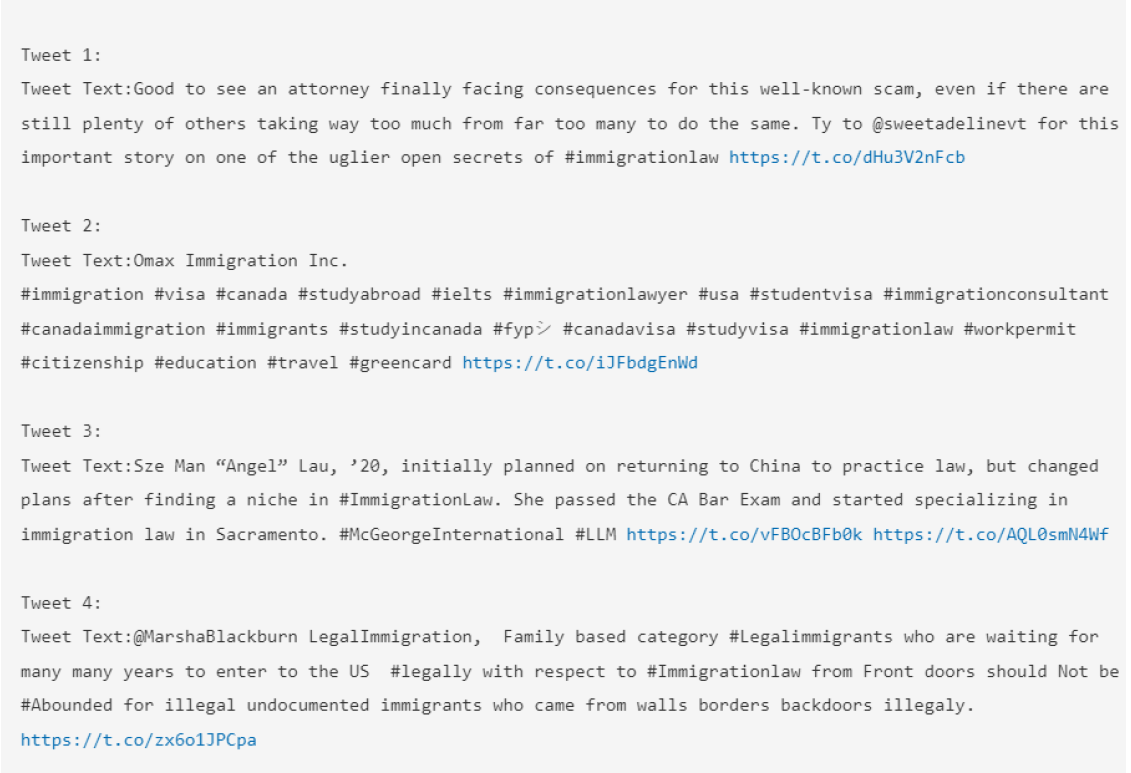 Tweet 1:
Tweet Text:Good to see an attorney finally facing consequences for this well-known scam, even if there are
still plenty of others taking way too much from far too many to do the same. Ty to @sweetadelinevt for this
important story on one of the uglier open secrets of #immigrationlaw https://t.co/dHu3V2nFcb
Tweet 2:
Tweet Text:Omax Immigration Inc.
#immigration #visa #canada #studyabroad #ielts #immigrationlawyer #usa #studentvisa #immigrationconsultant
#canadaimmigration #immigrants #studyincanada #fypシ #canadavisa #studyvisa #immigrationlaw #workpermit
#citizenship #education #travel #greencard https://t.co/iJFbdgEnWd
Tweet 3:
Tweet Text:Sze Man “Angel” Lau, ’20, initially planned on returning to China to practice law, but changed
plans after finding a niche in #ImmigrationLaw. She passed the CA Bar Exam and started specializing in
immigration law in Sacramento. #McGeorgeInternational #LLM https://t.co/vFBOcBFb0k https://t.co/AQL0smN4Wf
Tweet 4:
Tweet Text:@MarshaBlackburn LegalImmigration,  Family based category #Legalimmigrants who are waiting for
many many years to enter to the US  #legally with respect to #Immigrationlaw from Front doors should Not be
#Abounded for illegal undocumented immigrants who came from walls borders backdoors illegaly.
https://t.co/zx6o1JPCpa